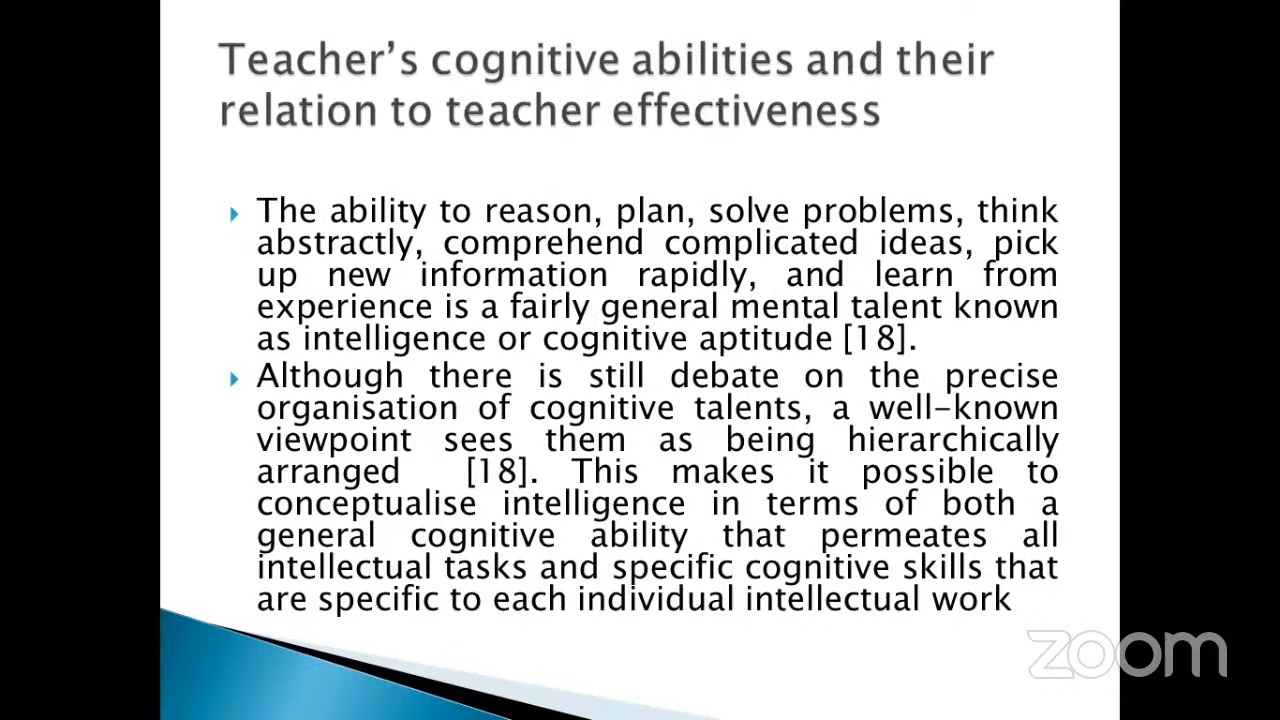 Teacher’s cognitive abilities and their
relation to teacher effectiveness
The ability to reason, plan, solve problems, think
abstractly, comprehend complicated ideas, pick
up new information rapidly, and learn from
experience is a fairly general mental talent known
as intelligence or cognitive aptitude [18].
Although there is still debate on the precise
organisation of cognitive talents, a well-known
viewpoint sees them as being hierarchically
arranged [18]. This makes it possible to
conceptualise intelligence in terms of both a
general cognitive ability that permeates all
intellectual tasks and specific cognitive skills that
are specific to each individual intellectual work
zoom